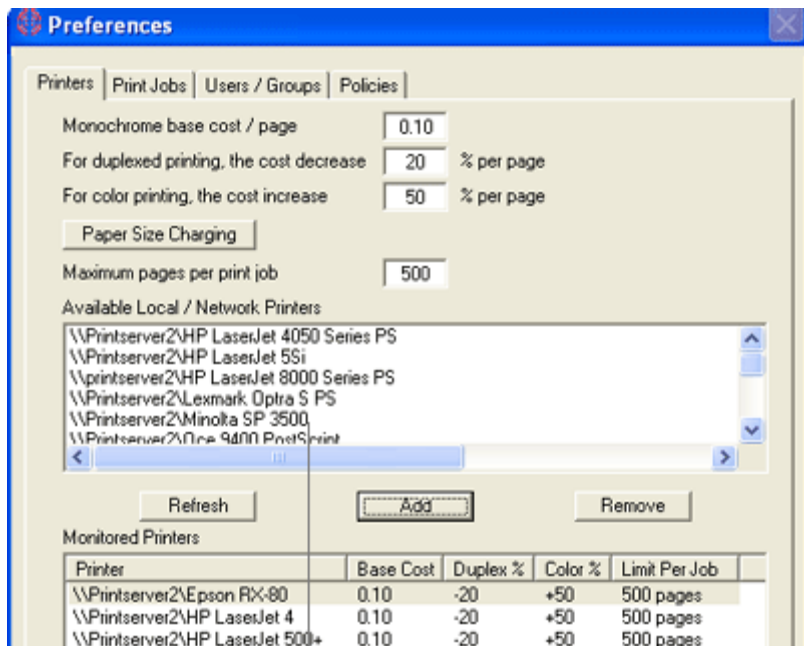 Preferences
Printers Print Jobs Users / Groups Policies
Monochrome base cost / page 0.10
For duplexed printing, the cost decrease 20 % per page
For color printing, the cost increase 50 % per page
Paper Size Charging
Maximum pages per print job 500
Available Local / Network Printers
\\Printserver2\HP LaserJet 4050 Series PS
\\Printserver2\HP LaserJet 5Si
\\printserver2\HP LaserJet 8000 Series PS
\\Printserver2\Lexmark Optra S PS
\\Printserver2\Minolta SP 3500
\\Printserver2\Oce 9400 PostScript
Refresh Add Remove
Monitored Printers
Printer Base Cost Duplex % Color % Limit Per Job
\\Printserver2\Epson RX-80 0.10 -20 +50 500 pages
\\Printserver2\HP LaserJet 4 0.10 -20 +50 500 pages
\\Printserver2\HP LaserJet 500+ 0.10 -20 +50 500 pages